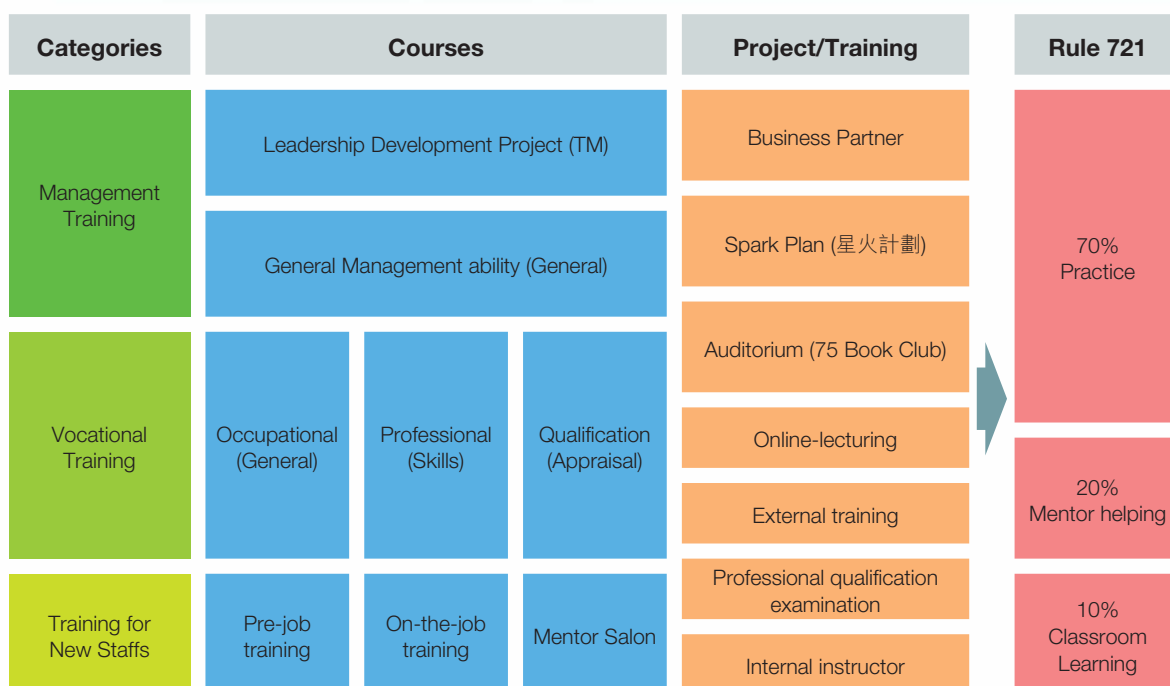 Categories
Courses
Project/Training
Rule 721
Management
Training
Leadership Development Project (TM)
General Management ability (General)
Vocational
Training
Occupational
(General)
Professional
(Skills)
Qualification
(Appraisal)
Training for
New Staffs
Pre-job
training
On-the-job
training
Mentor Salon
Business Partner
Spark Plan (星火計劃)
Auditorium (75 Book Club)
Online-lecturing
External training
Professional qualification
examination
Internal instructor
70%
Practice
20%
Mentor helping
10%
Classroom
Learning